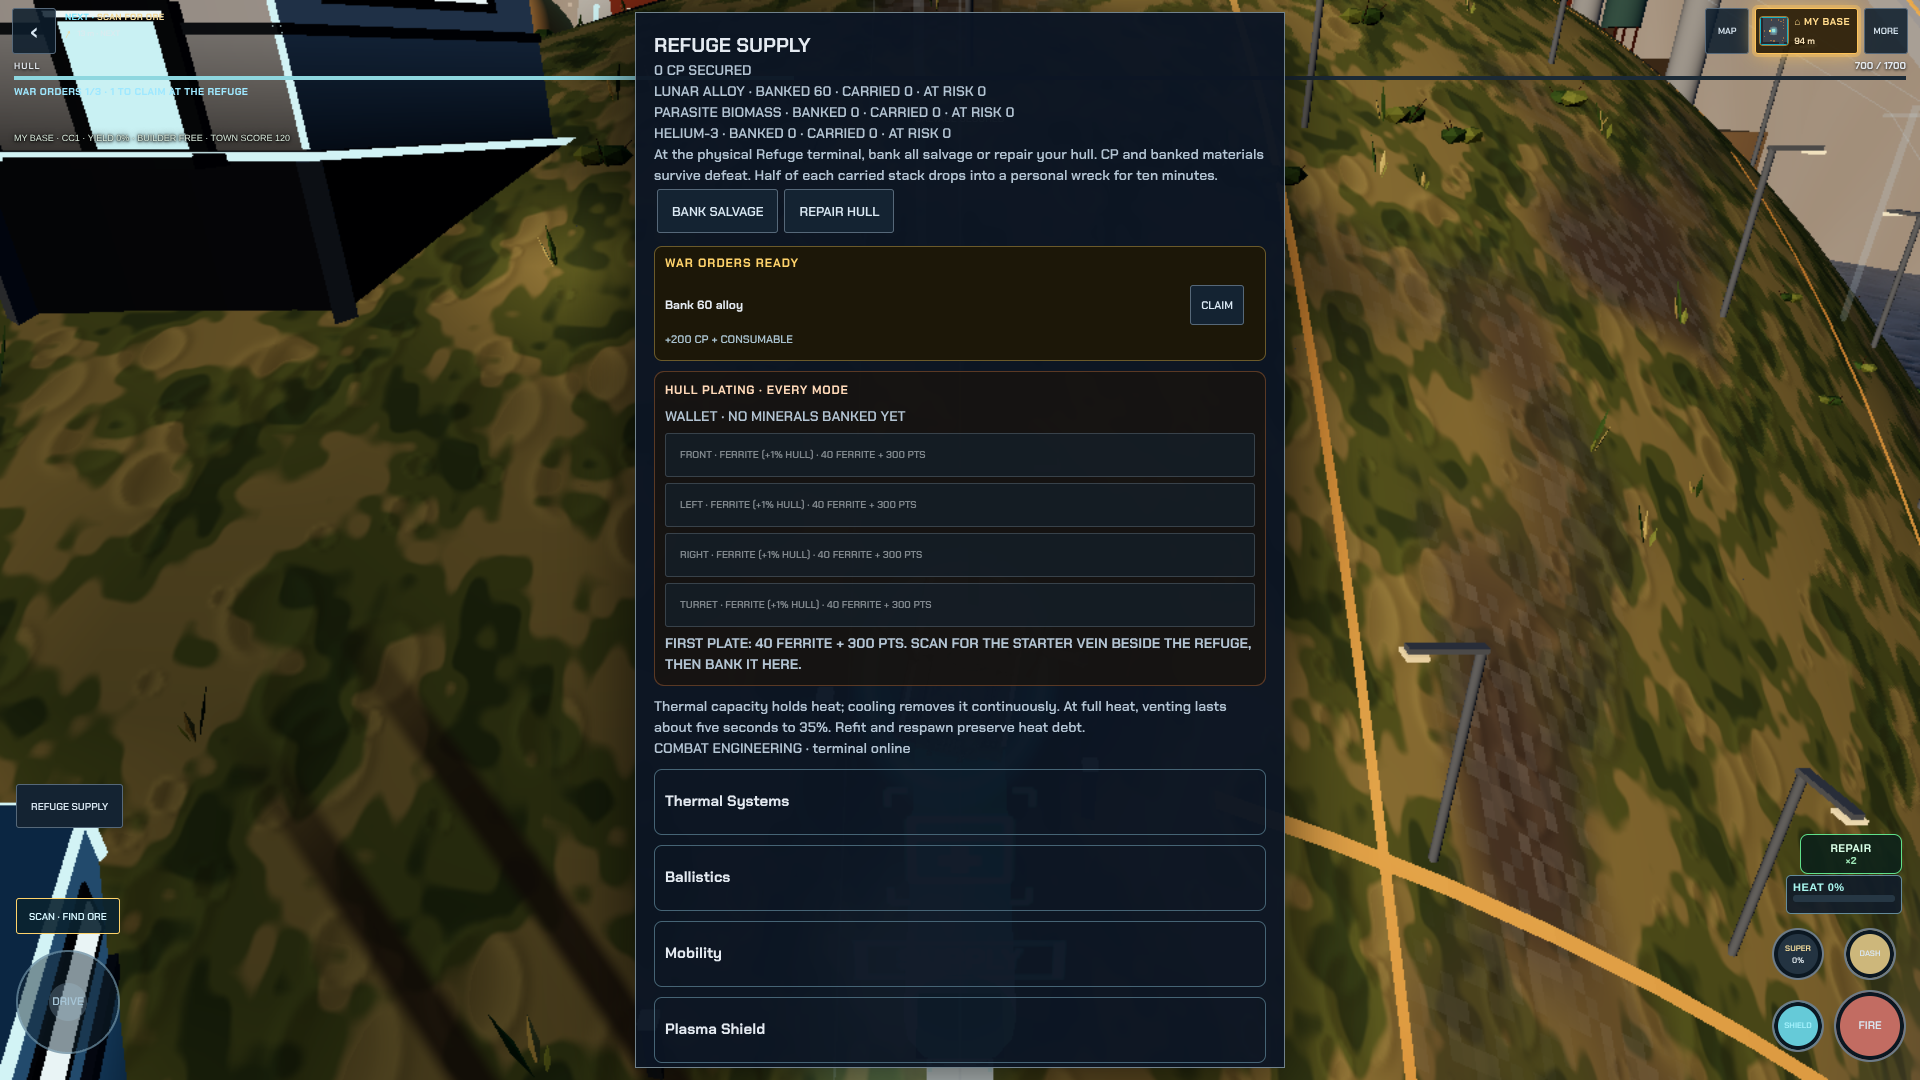 NEXT · SCAN FOR ORE
HULL
700 / 1700
WAR ORDERS 1/3 · 1 TO CLAIM AT THE REFUGE
MY BASE · CC1 · YIELD 0% · BUILDER FREE · TOWN SCORE 120
MAP
⌂ MY BASE
94 m
MORE
REFUGE SUPPLY
0 CP SECURED
LUNAR ALLOY · BANKED 60 · CARRIED 0 · AT RISK 0
PARASITE BIOMASS · BANKED 0 · CARRIED 0 · AT RISK 0
HELIUM-3 · BANKED 0 · CARRIED 0 · AT RISK 0
At the physical Refuge terminal, bank all salvage or repair your hull. CP and banked materials
survive defeat. Half of each carried stack drops into a personal wreck for ten minutes.
BANK SALVAGE
REPAIR HULL
WAR ORDERS READY
Bank 60 alloy
CLAIM
+200 CP + CONSUMABLE
HULL PLATING · EVERY MODE
WALLET · NO MINERALS BANKED YET
FRONT · FERRITE (+1% HULL) · 40 FERRITE + 300 PTS
LEFT · FERRITE (+1% HULL) · 40 FERRITE + 300 PTS
RIGHT · FERRITE (+1% HULL) · 40 FERRITE + 300 PTS
TURRET · FERRITE (+1% HULL) · 40 FERRITE + 300 PTS
FIRST PLATE: 40 FERRITE + 300 PTS. SCAN FOR THE STARTER VEIN BESIDE THE REFUGE,
THEN BANK IT HERE.
Thermal capacity holds heat; cooling removes it continuously. At full heat, venting lasts
about five seconds to 35%. Refit and respawn preserve heat debt.
COMBAT ENGINEERING · terminal online
Thermal Systems
Ballistics
Mobility
Plasma Shield
REFUGE SUPPLY
SCAN · FIND ORE
DRIVE
REPAIR
×2
HEAT 0%
SUPER
0%
DASH
SHIELD
FIRE